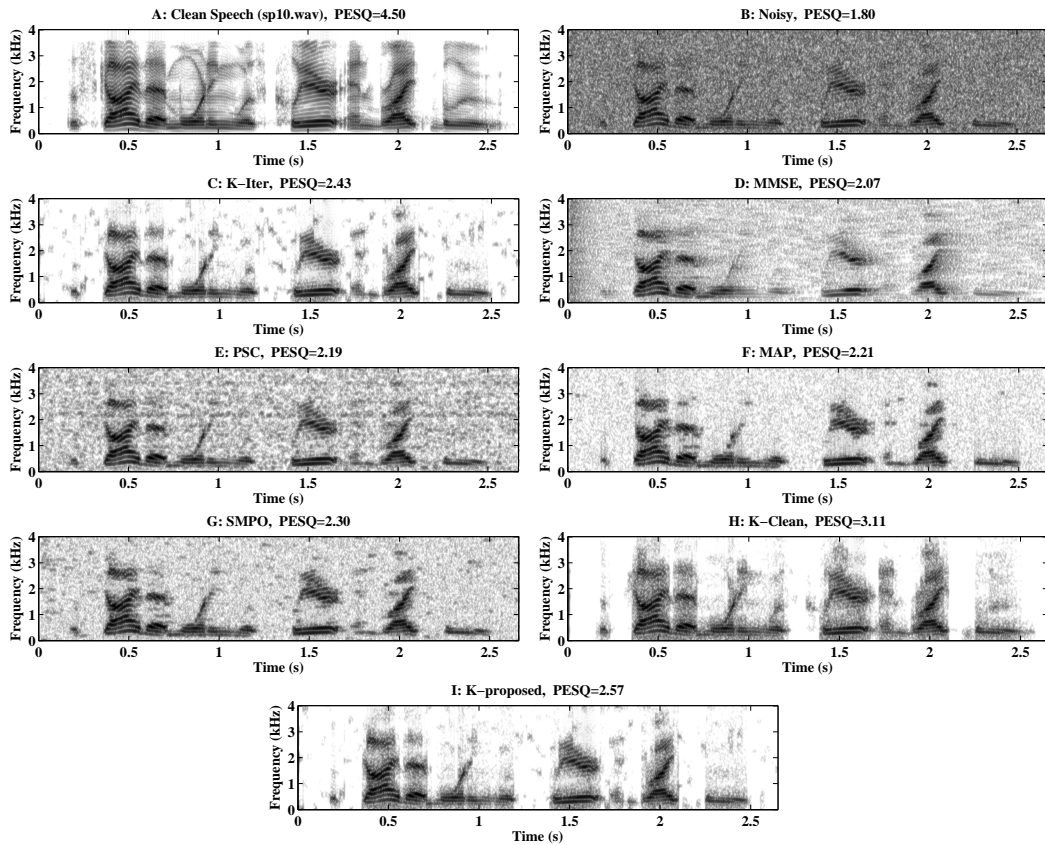 A: Clean Speech (sp10.wav), PESQ=4.50
Frequency (kHz)
4
3
2
1
0
0 0.5 1 1.5 2 2.5
Time (s)
B: Noisy, PESQ=1.80
Frequency (kHz)
4
3
2
1
0
0 0.5 1 1.5 2 2.5
Time (s)
C: K−Iter, PESQ=2.43
Frequency (kHz)
4
3
2
1
0
0 0.5 1 1.5 2 2.5
Time (s)
D: MMSE, PESQ=2.07
Frequency (kHz)
4
3
2
1
0
0 0.5 1 1.5 2 2.5
Time (s)
E: PSC, PESQ=2.19
Frequency (kHz)
4
3
2
1
0
0 0.5 1 1.5 2 2.5
Time (s)
F: MAP, PESQ=2.21
Frequency (kHz)
4
3
2
1
0
0 0.5 1 1.5 2 2.5
Time (s)
G: SMPO, PESQ=2.30
Frequency (kHz)
4
3
2
1
0
0 0.5 1 1.5 2 2.5
Time (s)
H: K−Clean, PESQ=3.11
Frequency (kHz)
4
3
2
1
0
0 0.5 1 1.5 2 2.5
Time (s)
I: K−proposed, PESQ=2.57
Frequency (kHz)
4
3
2
1
0
0 0.5 1 1.5 2 2.5
Time (s)